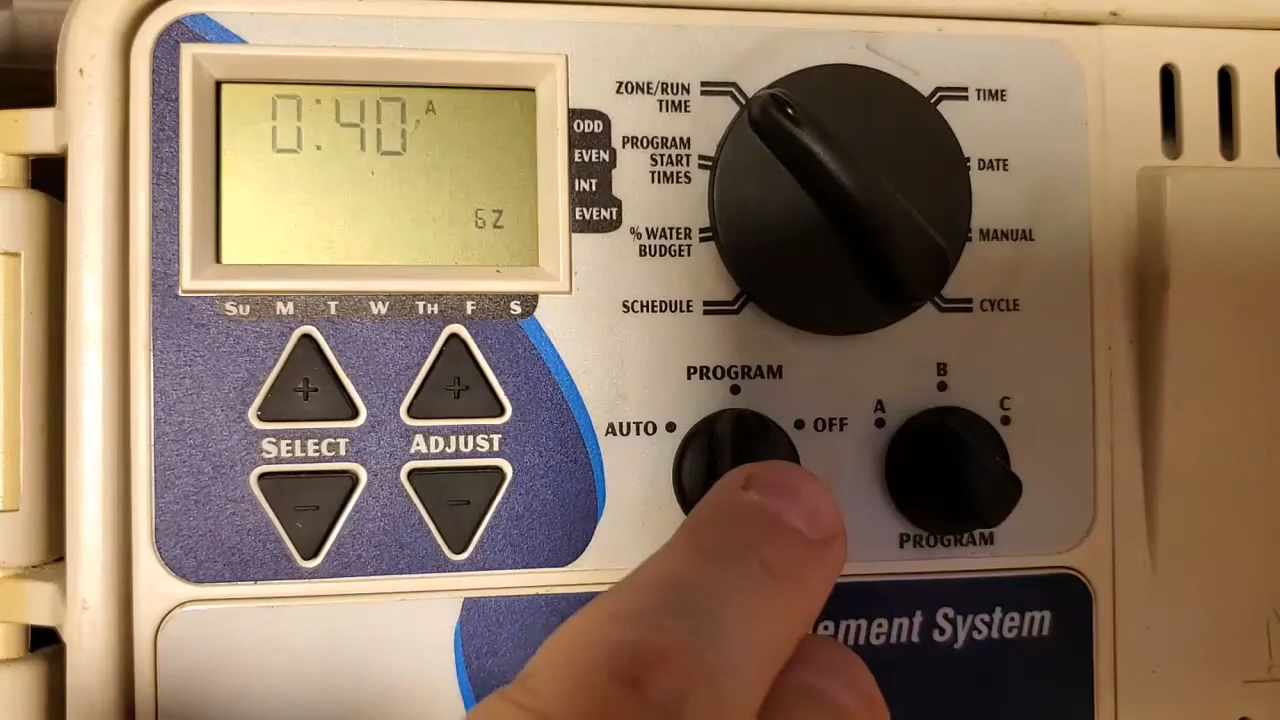 0:40 A
6Z
ODD
EVEN
INT
EVENT
SU M T W TH F S
+ +
SELECT ADJUST
- -
ZONE/RUN
TIME
PROGRAM
START
TIMES
% WATER
BUDGET
SCHEDULE
TIME
DATE
MANUAL
CYCLE
PROGRAM
AUTO
OFF
A
B
C
PROGRAM
System